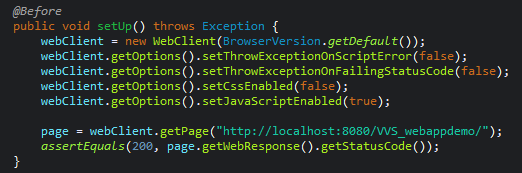 @Before
public void setUp() throws Exception {
    webClient = new WebClient(BrowserVersion.getDefault());
    webClient.getOptions().setThrowExceptionOnScriptError(false);
    webClient.getOptions().setThrowExceptionOnFailingStatusCode(false);
    webClient.getOptions().setCssEnabled(false);
    webClient.getOptions().setJavaScriptEnabled(true);

    page = webClient.getPage("http://localhost:8080/VVS_webappdemo/");
    assertEquals(200, page.getWebResponse().getStatusCode());
}